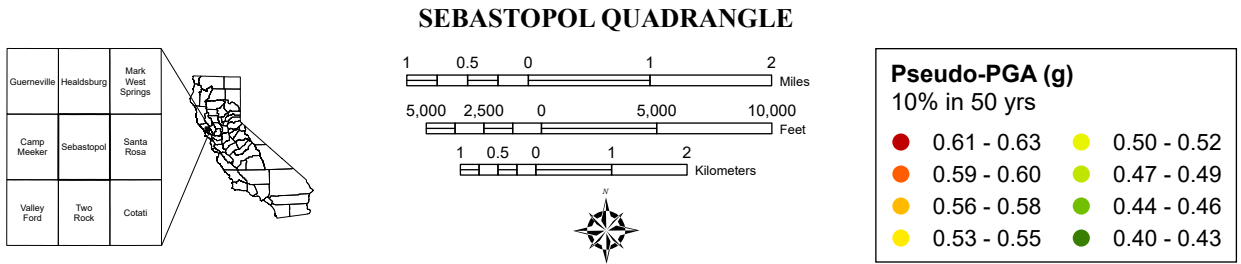 SEBASTOPOL QUADRANGLE
Guerneville Healdsburg Mark West Springs
Camp Meeker Sebastopol Santa Rosa
Valley Ford Two Rock Cotati
1 0.5 0 1 2
Miles
5,000 2,500 0 5,000 10,000
Feet
1 0.5 0 1 2
Kilometers
N
Pseudo-PGA (g)
10% in 50 yrs
0.61 - 0.63 0.50 - 0.52
0.59 - 0.60 0.47 - 0.49
0.56 - 0.58 0.44 - 0.46
0.53 - 0.55 0.40 - 0.43